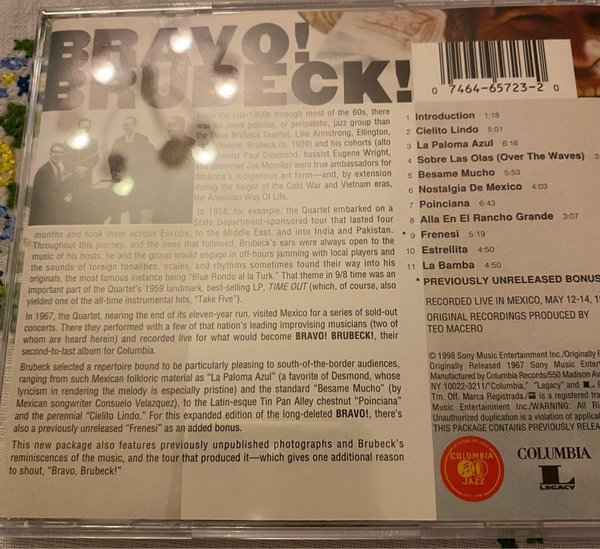 BRAVO!
BRUBECK!
From the late-1950s through most of the 60s, there
was no more popular, or peripatetic, jazz group than
the Dave Brubeck Quartet. Like Armstrong, Ellington,
Gillespie, Brubeck (b. 1920) and his cohorts (alto
Paul Desmond, bassist Eugene Wright,
drummer Joe Morello) were true ambassadors for
America's indigenous art form—and, by extension
during the height of the Cold War and Vietnam eras,
the American Way Of Life.
In 1958, for example, the Quartet embarked on a
State Department-sponsored tour that lasted four
months and took them across Europe, to the Middle East, and into India and Pakistan.
Throughout this journey, and the ones that followed, Brubeck's ears were always open to the
music of his hosts; he and the group would engage in off-hours jamming with local players and
the sounds of foreign tonalities, scales, and rhythms sometimes found their way into his
originals, the most famous instance being "Blue Rondo al la Turk." That theme in 9/8 time was an
important part of the Quartet's 1959 landmark, best-selling LP, TIME OUT (which, of course, also
yielded one of the all-time instrumental hits, "Take Five").
In 1967, the Quartet, nearing the end of its eleven-year run, visited Mexico for a series of sold-out
concerts. There they performed with a few of that nation's leading improvising musicians (two of
whom are heard herein) and recorded live for what would become BRAVO! BRUBECK!, their
second-to-last album for Columbia.
Brubeck selected a repertoire bound to be particularly pleasing to south-of-the-border audiences,
ranging from such Mexican folkloric material as "La Paloma Azul" (a favorite of Desmond, whose
lyricism in rendering the melody is especially pristine) and the standard "Besame Mucho" (by
Mexican songwriter Consuelo Velazquez), to the Latin-esque Tin Pan Alley chestnut "Poinciana"
and the perennial "Cielito Lindo." For this expanded edition of the long-deleted BRAVO!, there's
also a previously unreleased "Frenesi" as an added bonus.
This new package also features previously unpublished photographs and Brubeck's
reminiscences of the music, and the tour that produced it—which gives one additional reason
to shout, "Bravo, Brubeck!"
0 7464-65723-2 0
1 Introduction 1:18
2 Cielito Lindo 5:01
3 La Paloma Azul 6:16
4 Sobre Las Olas (Over The Waves)
5 Besame Mucho 5:53
6 Nostalgia De Mexico 4:03
7 Poinciana 6:43
8 Alla En El Rancho Grande 3:07
* 9 Frenesi 5:51
10 Estrellita 4:50
11 La Bamba 4:50
* PREVIOUSLY UNRELEASED BONUS
RECORDED LIVE IN MEXICO, MAY 12-14, 
ORIGINAL RECORDINGS PRODUCED BY
TEO MACERO
℗ 1998 Sony Music Entertainment Inc./Originally
Originally Released 1967 Sony Music Entertainment
Manufactured by Columbia Records/550 Madison
NY 10022-3211/"Columbia," "Legacy" and
Tm. Off. Marca Registrada./ is a registered
Music Entertainment Inc./WARNING: All
Unauthorized duplication is a violation of
THIS PACKAGE CONTAINS PREVIOUSLY
COLUMBIA
JAZZ
COLUMBIA
L
LEGACY